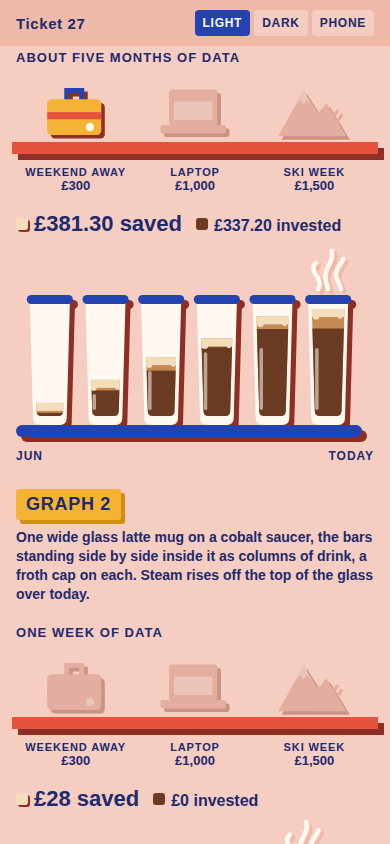 Ticket 27
LIGHT DARK PHONE
ABOUT FIVE MONTHS OF DATA
WEEKEND AWAY LAPTOP SKI WEEK
£300 £1,000 £1,500
£381.30 saved £337.20 invested
JUN TODAY
GRAPH 2
One wide glass latte mug on a cobalt saucer, the bars
standing side by side inside it as columns of drink, a
froth cap on each. Steam rises off the top of the glass
over today.
ONE WEEK OF DATA
WEEKEND AWAY LAPTOP SKI WEEK
£300 £1,000 £1,500
£28 saved £0 invested